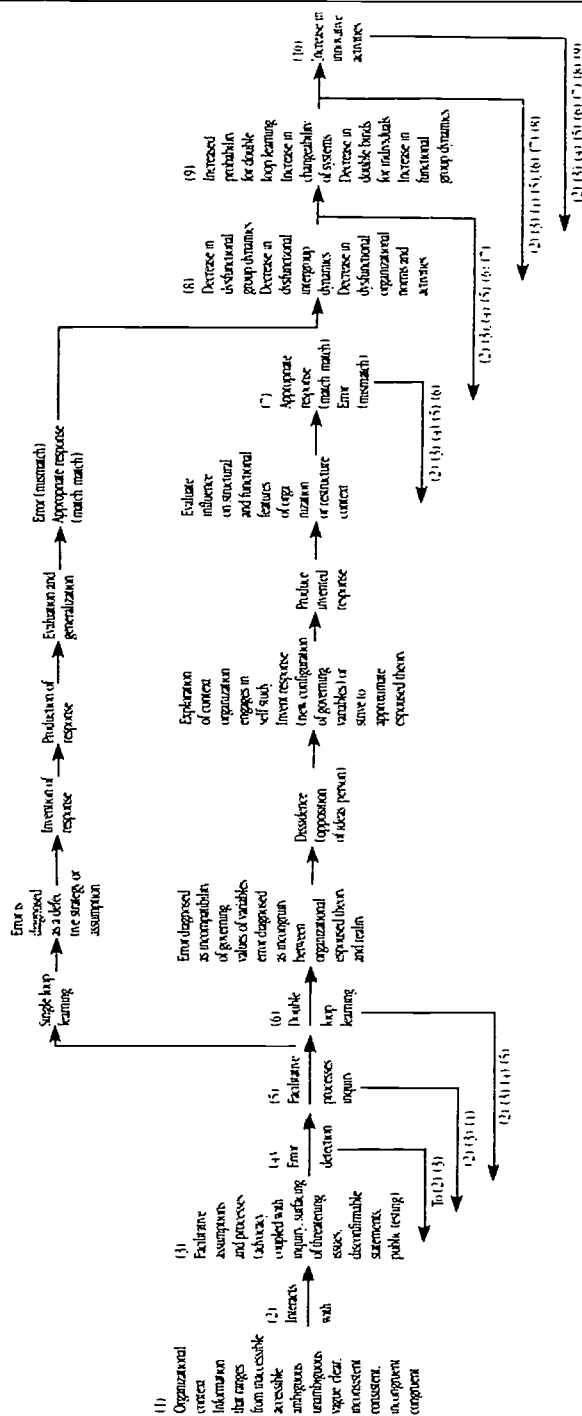 (1)
Organizational
context
Information
that ranges
from inaccessible
accessible
ambiguous
unambiguous
vague clear,
inconsistent
consistent,
incongruent
congruent
(2)
Interacts
with
(3)
Facilitative
assumptions
and processes
(advocacy
coupled with
inquiry, surfacing
of threatening
issues,
disconfirmable
statements,
public testing)
(4)
Error
detection
To (2) (3)
(5)
Facilitative
processes
inquiry
(2) (3) (4)
Single loop
learning
Error is
diagnosed
as a defec
tive strategy or
assumption
Invention of
response
Production of
response
Evaluation and
generalization
Error (mismatch)
Appropriate response
(match match)
(6)
Double
loop
learning
(2) (3) (4) (5)
Error diagnosed
as incompatibility
of governing
values of variables
error diagnosed
as incongruity
between
organizational
espoused theory
and reality
Dissidence
(opposition
of ideas person)
Exploration
of context
organization
engages in
self study
Invent response
(new configuration
of governing
variables) or
strive to
approximate
espoused theory
Produce
invented
response
Evaluate
influence
on structural
and functional
features
of orga
nization
or restructure
context
(7)
Appropriate
response
(match match)
Error
(mismatch)
(2) (3) (4) (5) (6)
(8)
Decrease in
dysfunctional
group dynamics
Decrease in
dysfunctional
intergroup
dynamics
Decrease in
dysfunctional
organizational
norms and
activities
(2) (3) (4) (5) (6) (7)
(9)
Increased
probability
for double
loop learning
Increase in
changeability
of systems
Decrease in
double binds
for individuals
Increase in
functional
group dynamics
(2) (3) (4) (5) (6) (7) (8)
(10)
Increase in
innovative
activities
(2) (3) (4) (5) (6) (7) (8) (9)